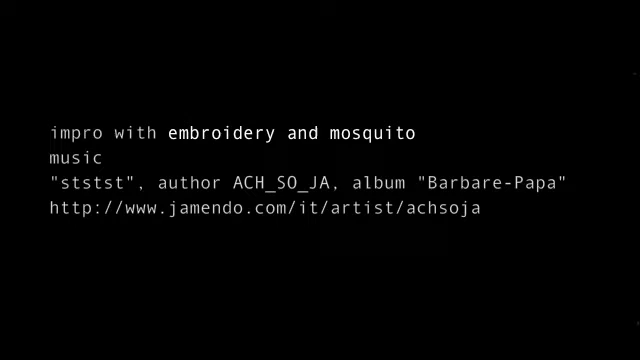 impro with embroidery and mosquito
music
"ststst", author ACH_SO_JA, album "Barbare-Papa"
http://www.jamendo.com/it/artist/achsoja